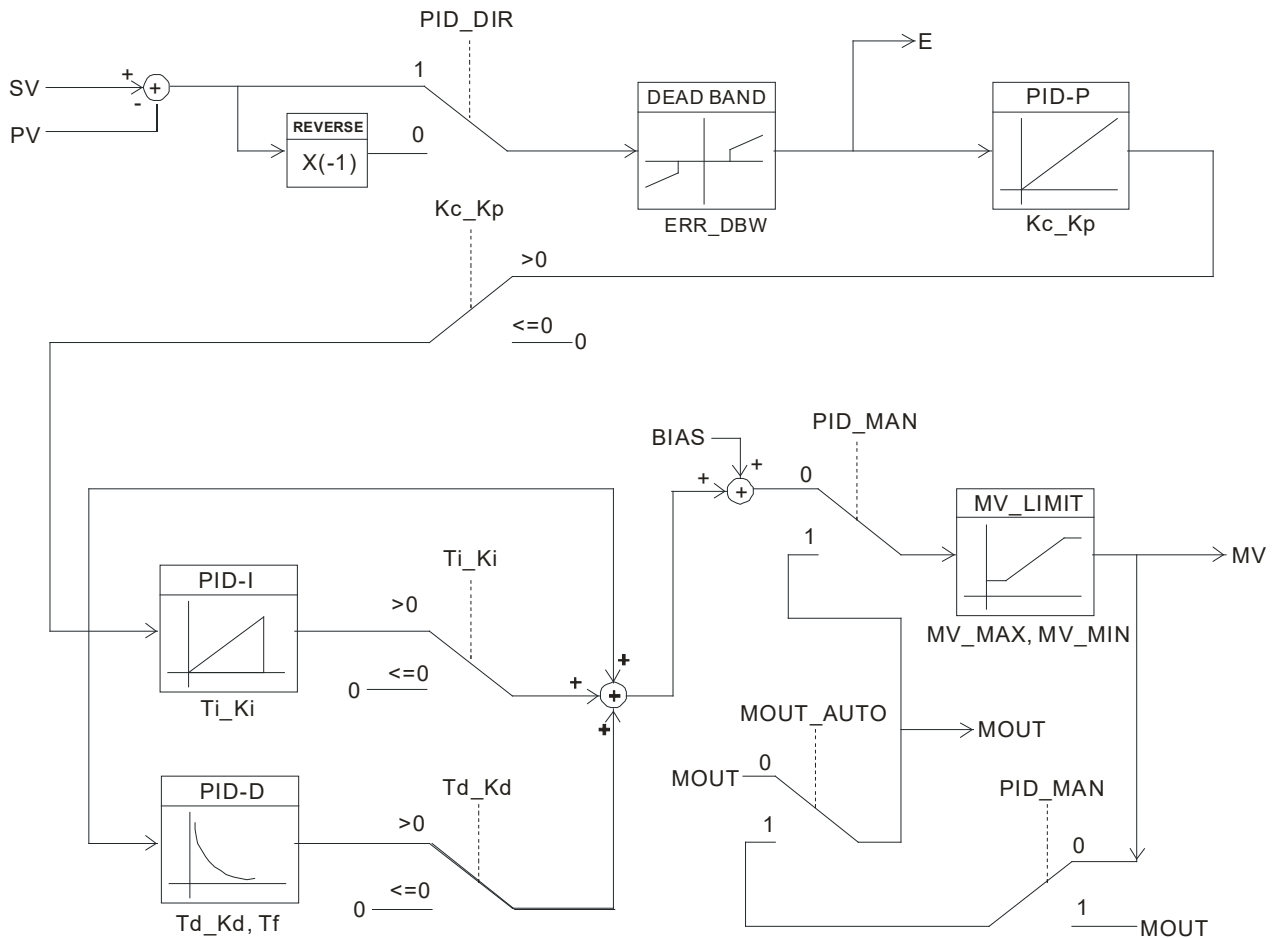 PID_DIR
E
SV
+
+
-
1
DEAD BAND
PID-P
PV
REVERSE
X(-1)
0
Kc_Kp
ERR_DBW
Kc_Kp
>0
<=0
0
PID_MAN
BIAS
+
+
+
0
MV_LIMIT
1
MV
Ti_Ki
PID-I
>0
MV_MAX, MV_MIN
<=0
0
+
+
+
+
Ti_Ki
MOUT_AUTO
MOUT
MOUT
0
PID-D
Td_Kd
PID_MAN
>0
1
0
<=0
0
1
MOUT
Td_Kd, Tf